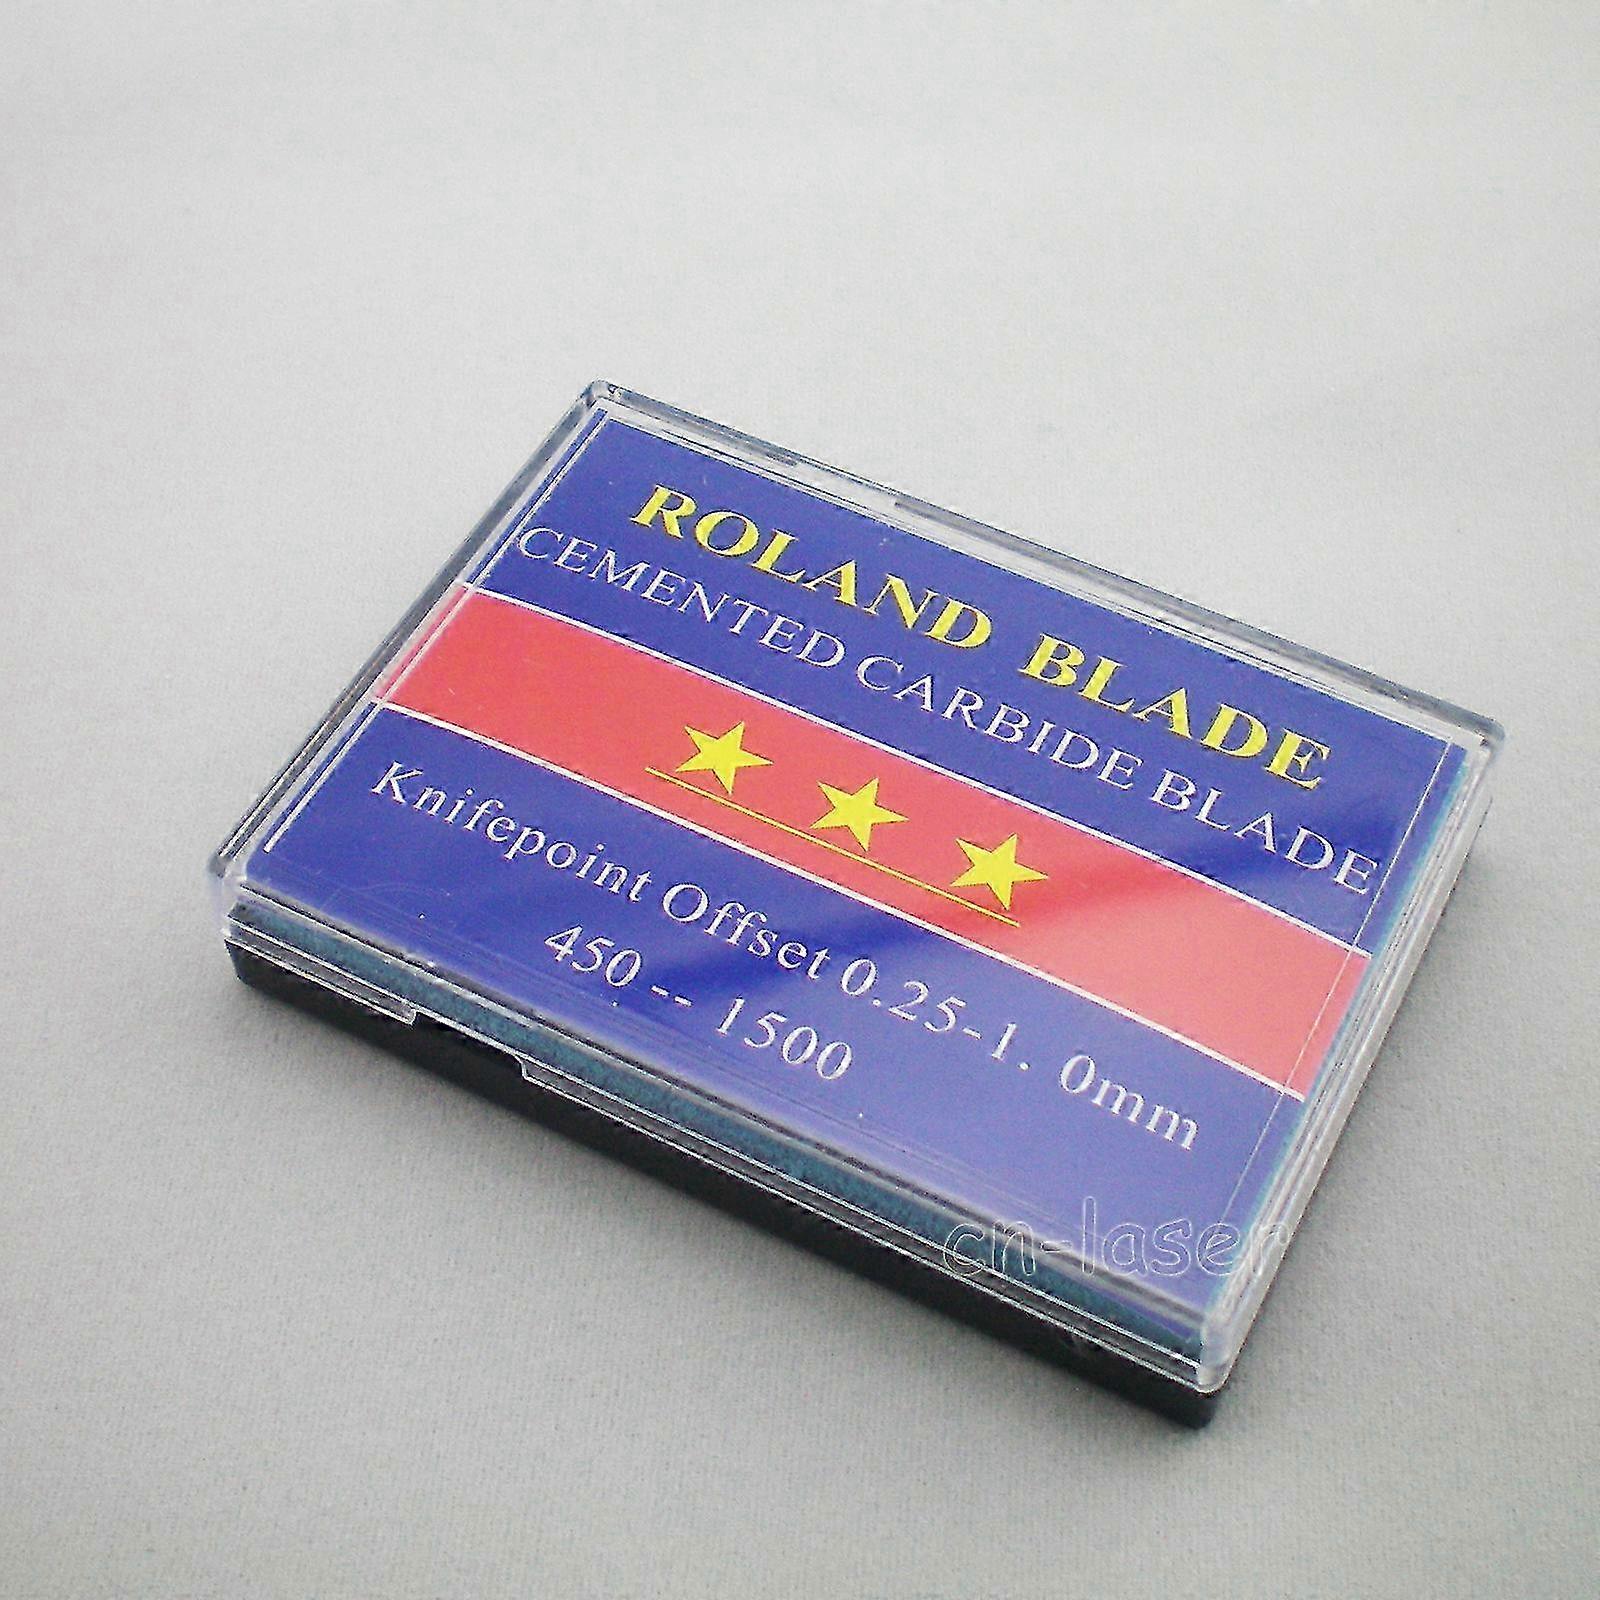 ROLAND BLADE
CEMENTED CARBIDE BLADE
Knifepoint Offset 0.25-1.0mm
450--1500
cn-laser